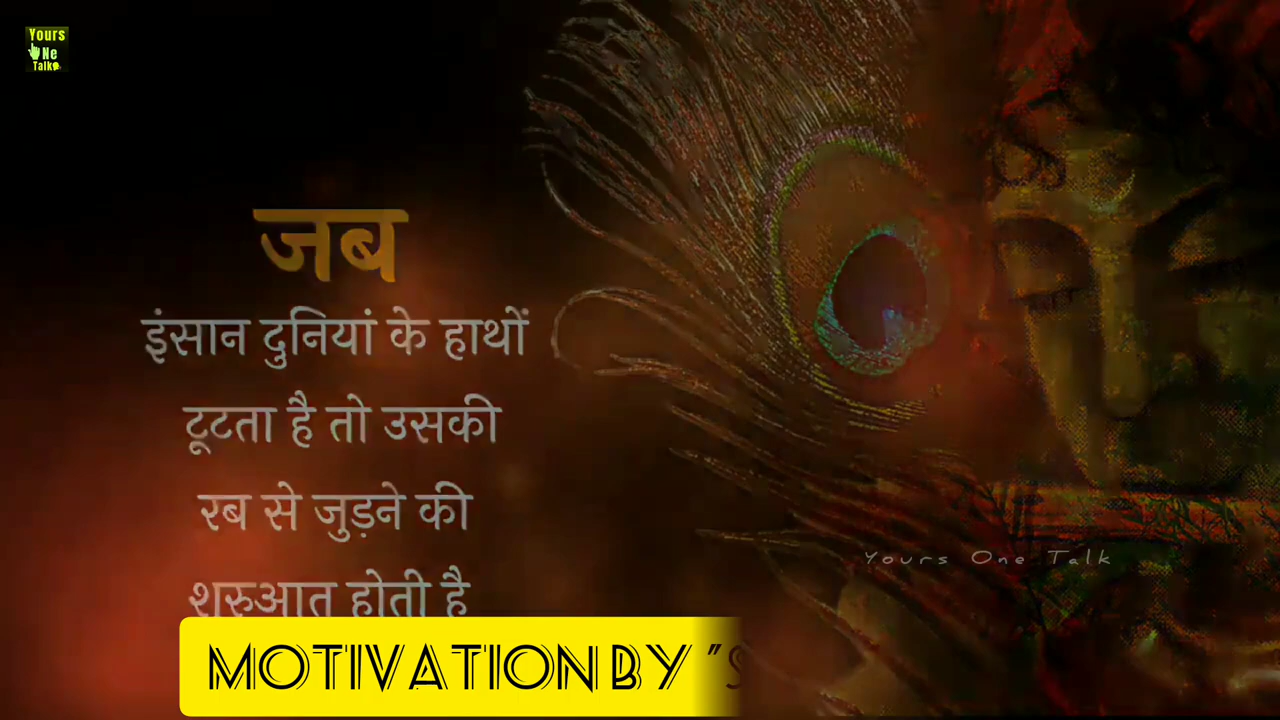 Yours
Ne
Talk
जब
इंसान दुनियां के हाथों
टूटता है तो उसकी
रब से जुड़ने की
शुरुआत होती है
Yours One Talk
MOTIVATION BY "